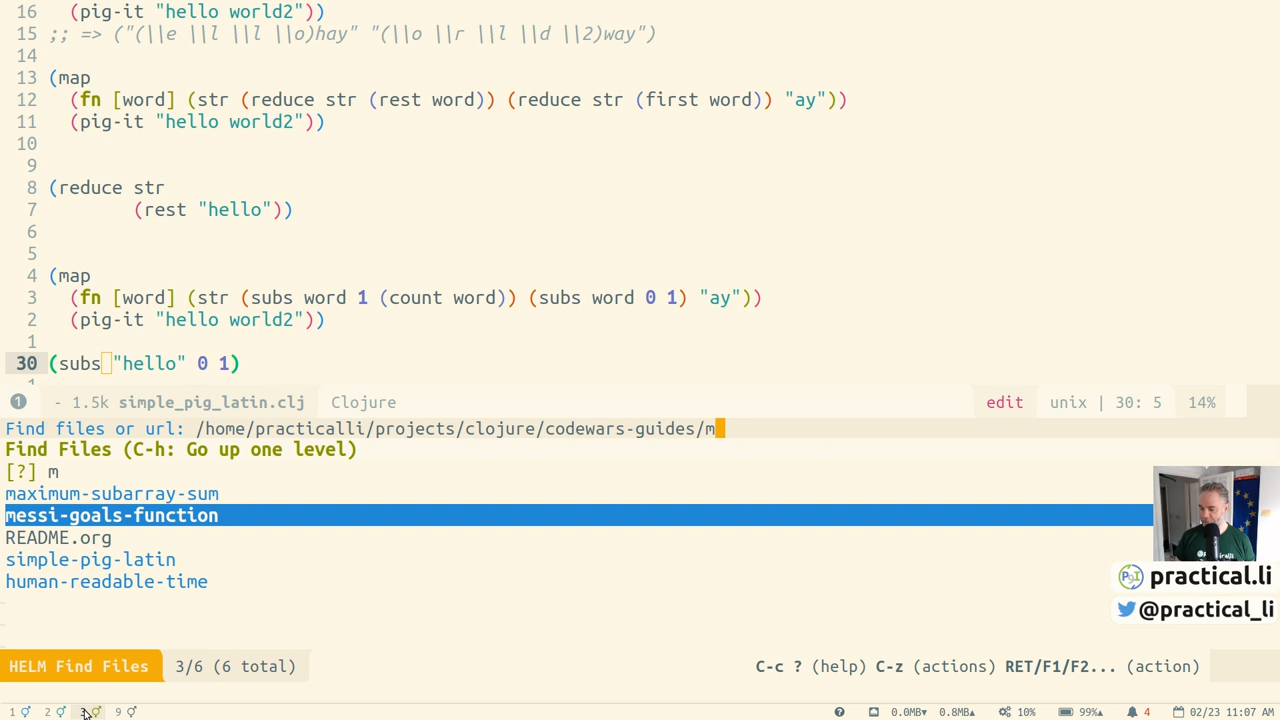 16 (pig-it "hello world2"))
15 ;; => ("(\\e \\l \\l \\o)hay" "(\\o \\r \\l \\d \\2)way")
14
13 (map
12 (fn [word] (str (reduce str (rest word)) (reduce str (first word)) "ay"))
11 (pig-it "hello world2"))
10
9
8 (reduce str
7 (rest "hello"))
6
5
4 (map
3 (fn [word] (str (subs word 1 (count word)) (subs word 0 1) "ay"))
2 (pig-it "hello world2"))
1
30 (subs "hello" 0 1)
1
1 - 1.5k simple_pig_latin.clj Clojure edit unix | 30: 5 14%
Find files or url: /home/practicalli/projects/clojure/codewars-guides/m
Find Files (C-h: Go up one level)
[?] m
maximum-subarray-sum
messi-goals-function
README.org
simple-pig-latin
human-readable-time
practical.li
@practical_li
HELM Find Files 3/6 (6 total) C-c ? (help) C-z (actions) RET/F1/F2... (action)
1 2 3 9 0.0MB▾ 0.8MB▴ 10% 99%▴ 4 02/23 11:07 AM